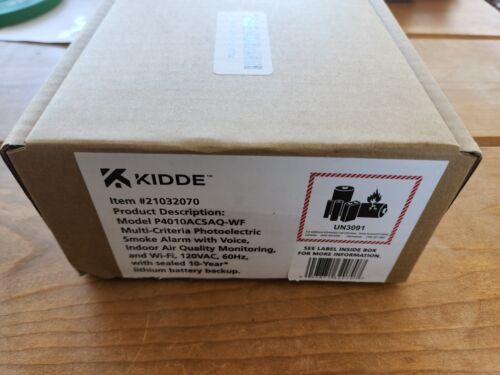 KIDDE™
Item #21032070
Product Description:
Model P4010ACSAQ-WF
Multi-Criteria Photoelectric
Smoke Alarm with Voice,
Indoor Air Quality Monitoring,
and Wi-Fi, 120VAC, 60Hz,
with sealed 10-Year*
lithium battery backup.
UN3091
SEE LABEL INSIDE BOX
FOR MORE INFORMATION.